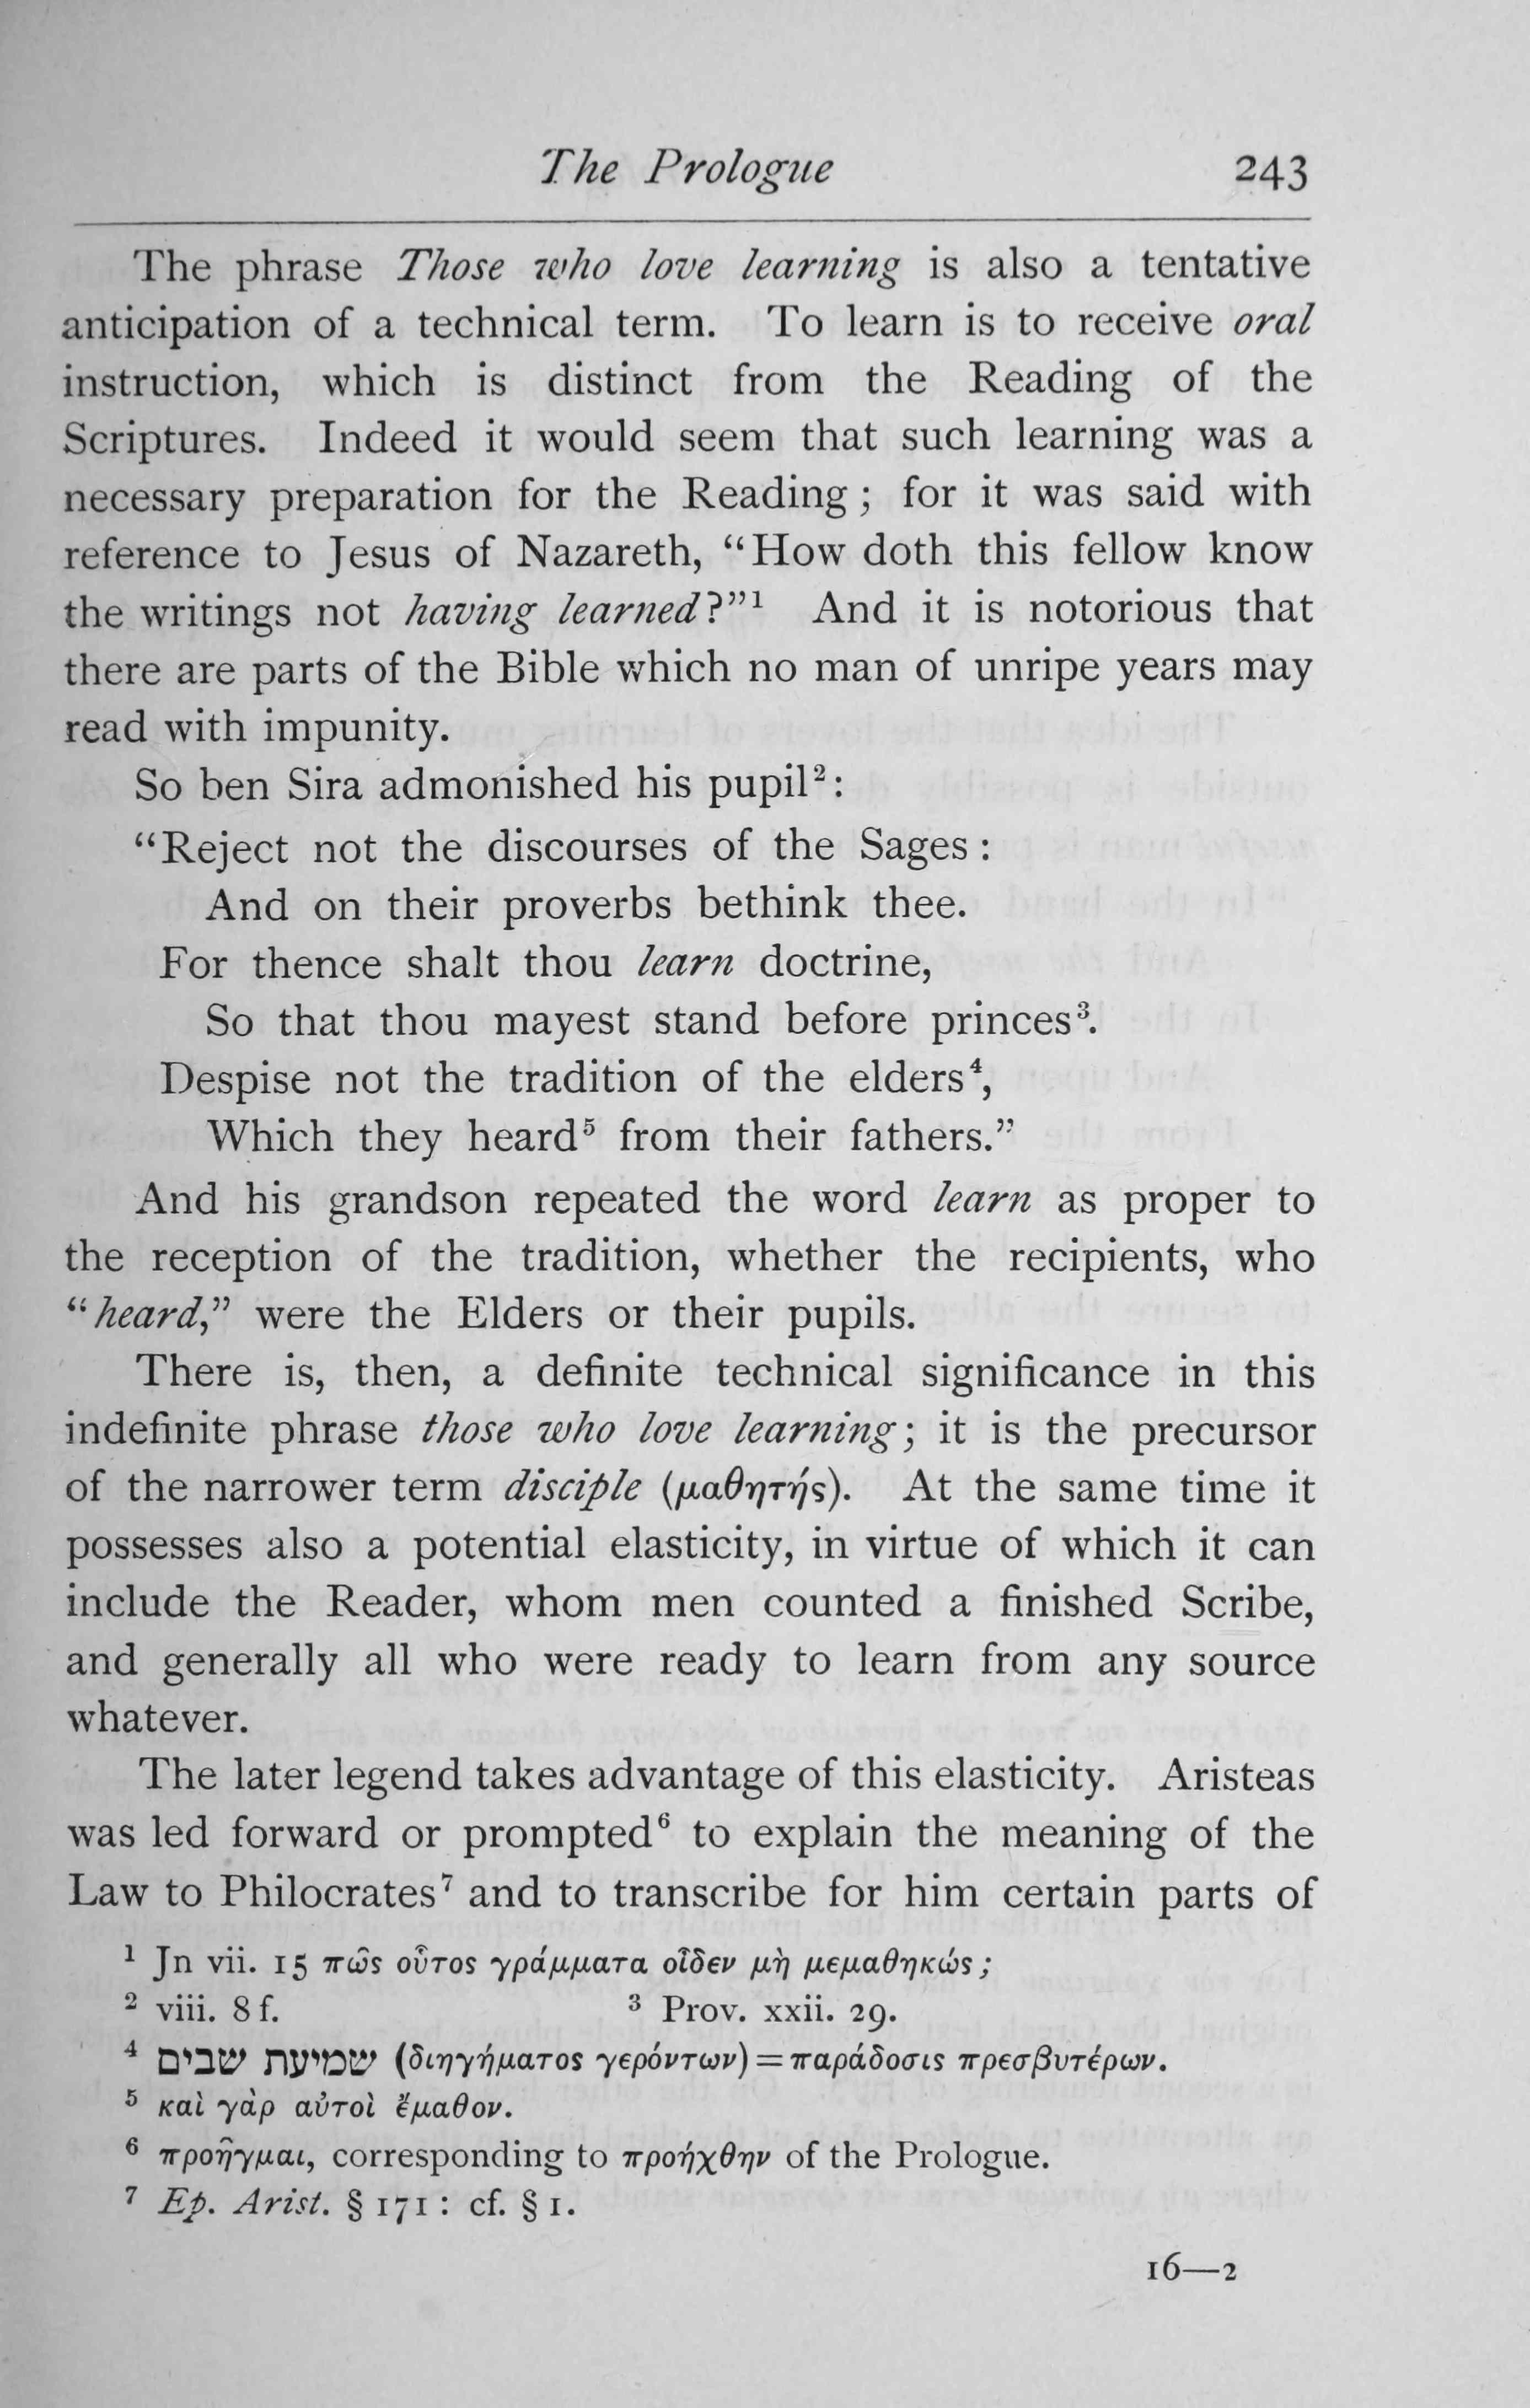 The Prologue 243
The phrase Those who love learning is also a tentative
anticipation of a technical term. To learn is to receive oral
instruction, which is distinct from the Reading of the
Scriptures. Indeed it would seem that such learning was a
necessary preparation for the Reading; for it was said with
reference to Jesus of Nazareth, “How doth this fellow know
the writings not having learned?”¹ And it is notorious that
there are parts of the Bible which no man of unripe years may
read with impunity.
So ben Sira admonished his pupil²:
“Reject not the discourses of the Sages:
And on their proverbs bethink thee.
For thence shalt thou learn doctrine,
So that thou mayest stand before princes³.
Despise not the tradition of the elders⁴,
Which they heard⁵ from their fathers.”
And his grandson repeated the word learn as proper to
the reception of the tradition, whether the recipients, who
“heard,” were the Elders or their pupils.
There is, then, a definite technical significance in this
indefinite phrase those who love learning; it is the precursor
of the narrower term disciple (μαθητής). At the same time it
possesses also a potential elasticity, in virtue of which it can
include the Reader, whom men counted a finished Scribe,
and generally all who were ready to learn from any source
whatever.
The later legend takes advantage of this elasticity. Aristeas
was led forward or prompted⁶ to explain the meaning of the
Law to Philocrates⁷ and to transcribe for him certain parts of
¹ Jn vii. 15 πῶς οὗτος γράμματα οἶδεν μὴ μεμαθηκώς;
² viii. 8 f. ³ Prov. xxii. 29.
⁴ שמיעת שבים (διηγήματος γερόντων) = παράδοσις πρεσβυτέρων.
⁵ καὶ γὰρ αὐτοὶ ἔμαθον.
⁶ προῆγμαι, corresponding to προήχθην of the Prologue.
⁷ Ep. Arist. § 171: cf. § 1.
16—2